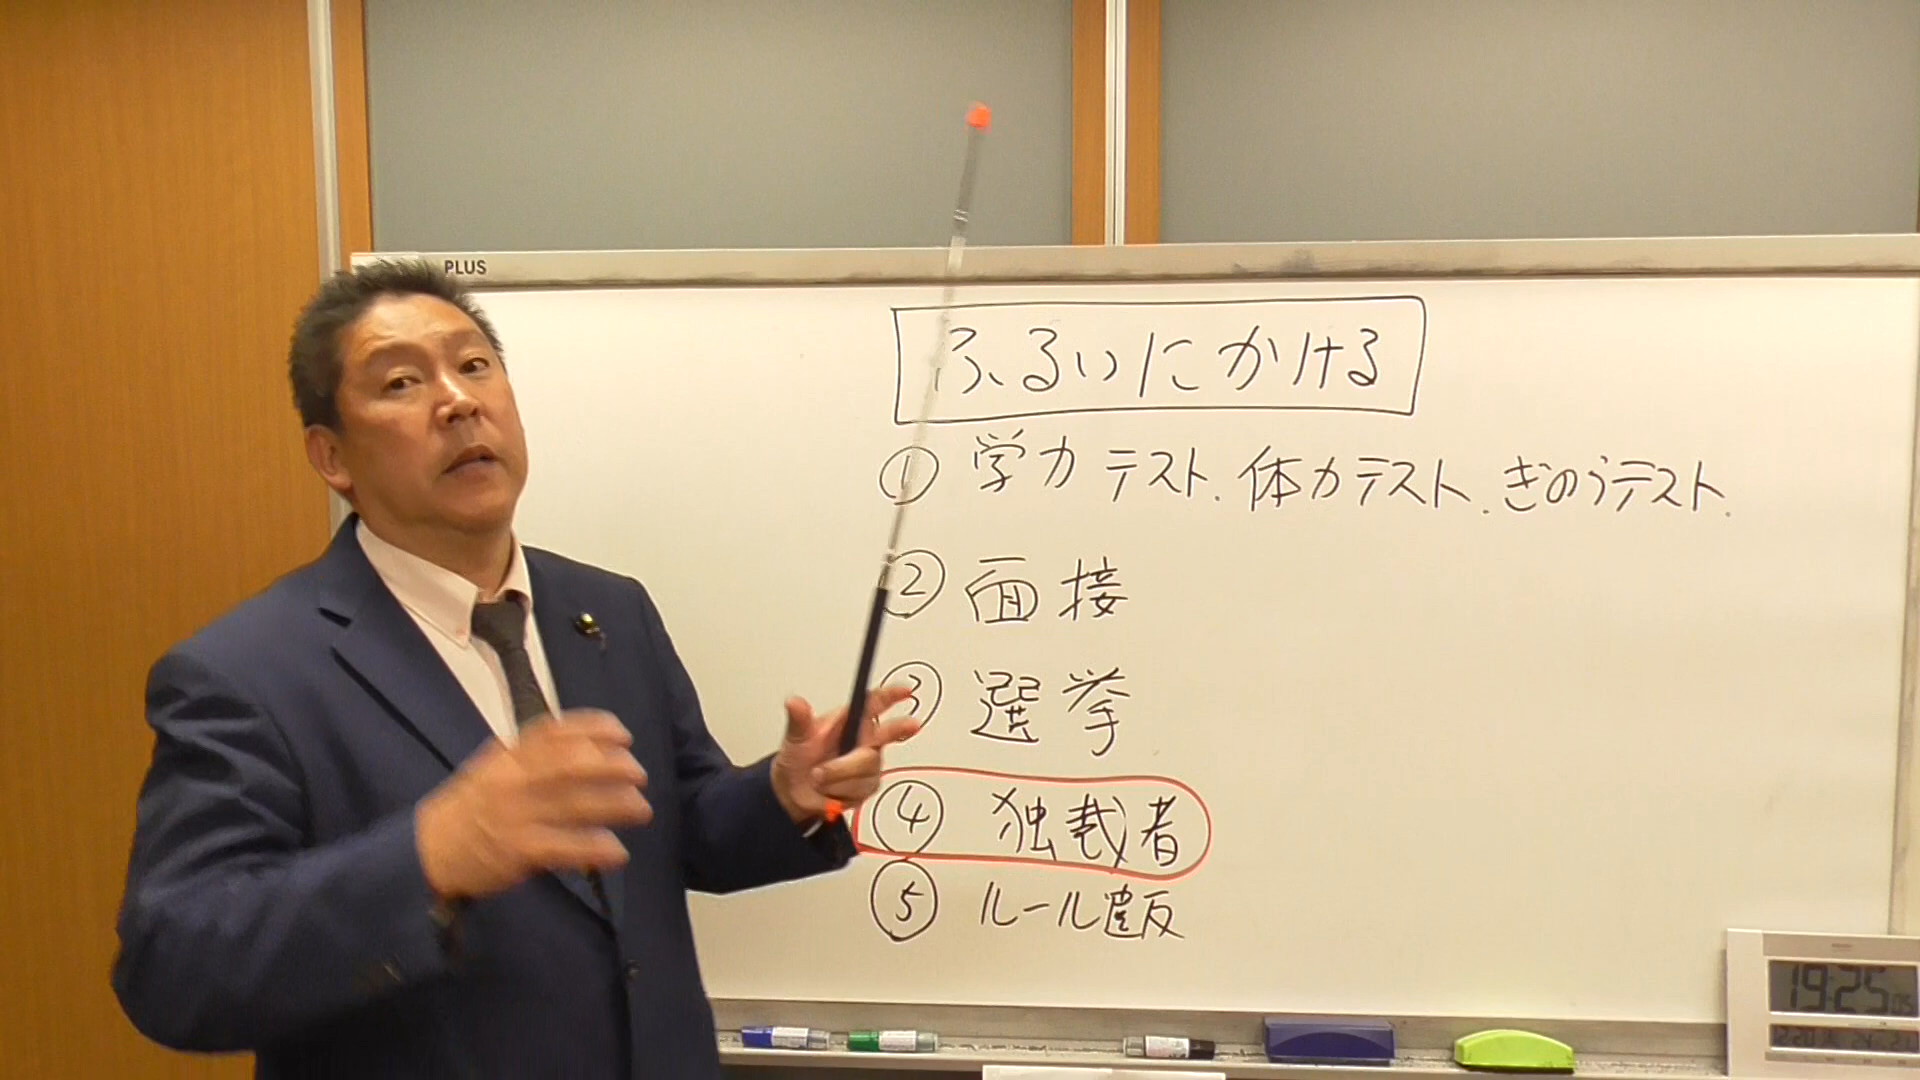 PLUS
ふるいにかける
① 学力テスト.体力テスト.ぎのうテスト.
② 面接
③ 選挙
④ 独裁者
⑤ ルール違反
19:25 05